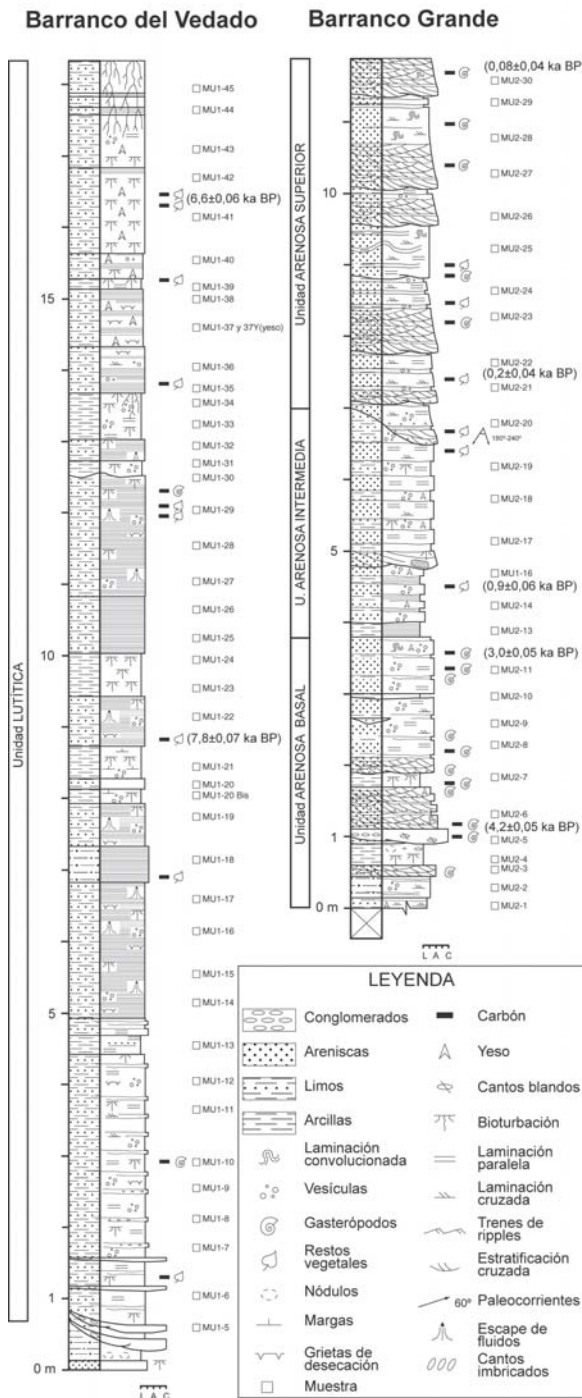 Barranco del Vedado
Unidad LUTÍTICA
15
10
5
1
0 m
MU1-45
MU1-44
MU1-43
MU1-42
(6,6±0,06 ka BP)
MU1-41
MU1-40
MU1-39
MU1-38
MU1-37 y 37Y(yeso)
MU1-36
MU1-35
MU1-34
MU1-33
MU1-32
MU1-31
MU1-30
MU1-29
MU1-28
MU1-27
MU1-26
MU1-25
MU1-24
MU1-23
MU1-22
(7,8±0,07 ka BP)
MU1-21
MU1-20
MU1-20 Bis
MU1-19
MU1-18
MU1-17
MU1-16
MU1-15
MU1-14
MU1-13
MU1-12
MU1-11
MU1-10
MU1-9
MU1-8
MU1-7
MU1-6
MU1-5
L A C
Barranco Grande
Unidad ARENOSA SUPERIOR
U. ARENOSA INTERMEDIA
Unidad ARENOSA BASAL
10
5
1
0 m
(0,08±0,04 ka BP)
MU2-30
MU2-29
MU2-28
MU2-27
MU2-26
MU2-25
MU2-24
MU2-23
MU2-22
(0,2±0,04 ka BP)
MU2-21
MU2-20
180º-240º
MU2-19
MU2-18
MU2-17
MU1-16
(0,9±0,06 ka BP)
MU2-14
MU2-13
(3,0±0,05 ka BP)
MU2-11
MU2-10
MU2-9
MU2-8
MU2-7
MU2-6
(4,2±0,05 ka BP)
MU2-5
MU2-4
MU2-3
MU2-2
MU2-1
L A C
LEYENDA
Conglomerados
Areniscas
Limos
Arcillas
Laminación
convolucionada
Vesículas
Gasterópodos
Restos
vegetales
Nódulos
Margas
Grietas de
desecación
Muestra
Carbón
Yeso
Cantos blandos
Bioturbación
Laminación
paralela
Laminación
cruzada
Trenes de
ripples
Estratificación
cruzada
60º Paleocorrientes
Escape de
fluidos
Cantos
imbricados